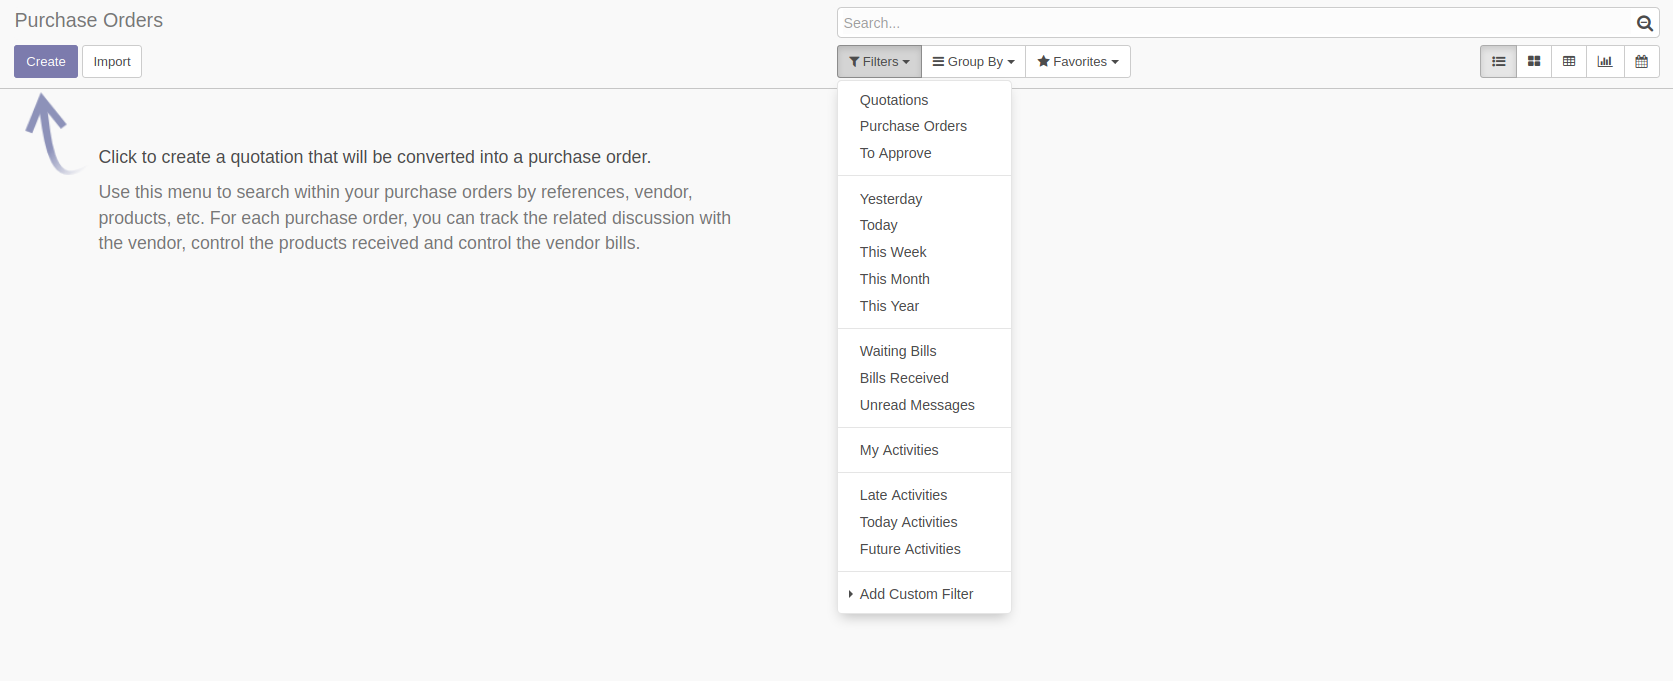 Purchase Orders
Search...
Create
Import
Filters
Group By
Favorites
Quotations
Purchase Orders
To Approve
Yesterday
Today
This Week
This Month
This Year
Waiting Bills
Bills Received
Unread Messages
My Activities
Late Activities
Today Activities
Future Activities
Add Custom Filter
Click to create a quotation that will be converted into a purchase order.
Use this menu to search within your purchase orders by references, vendor,
products, etc. For each purchase order, you can track the related discussion with
the vendor, control the products received and control the vendor bills.